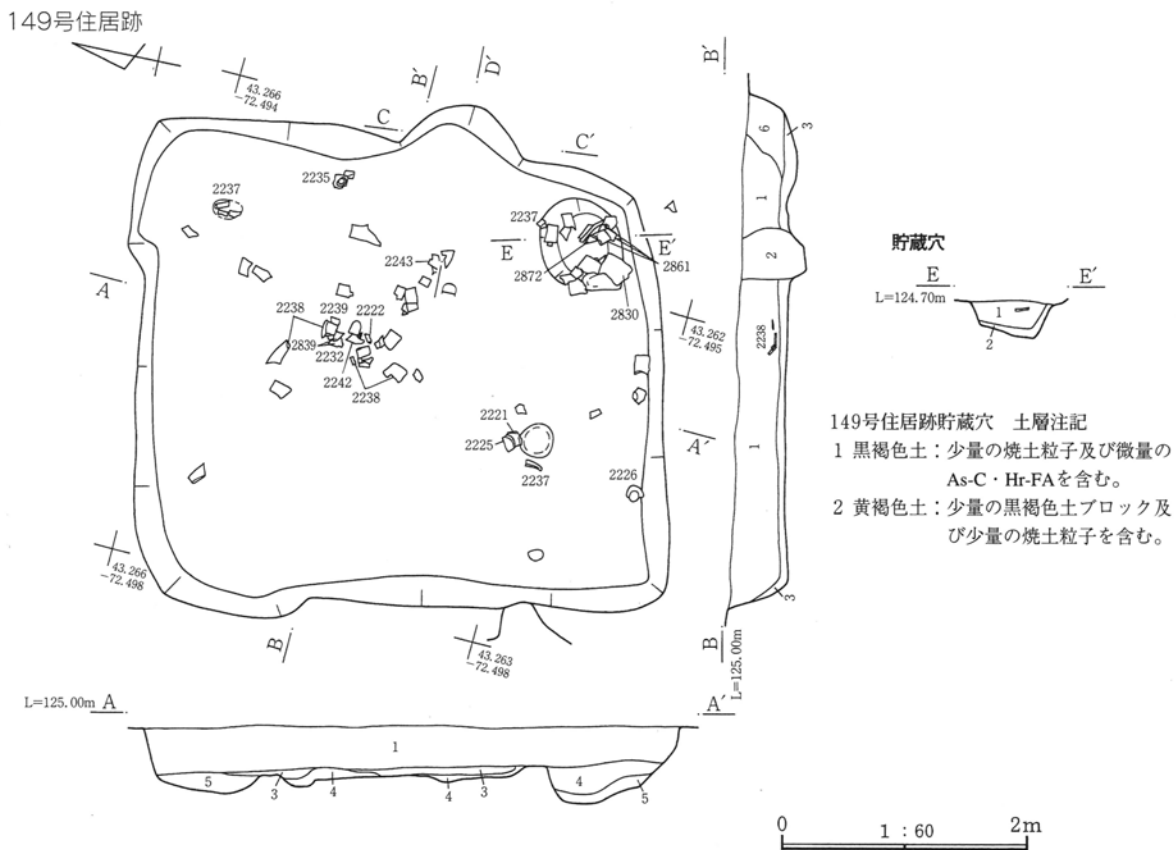 149号住居跡
43.266
-72.494
B′
D′
C
C′
B′
2235
2237
2237
E
E′
2872
2861
2830
2243
D
A
2238
2239
2222
2839
2232
2242
2238
43.262
-72.495
A′
2221
2225
2237
2226
43.266
-72.498
B
43.263
-72.498
6
3
1
2
2238
1
3
B
L=125.00m
貯蔵穴
E
E′
L=124.70m
1
2
149号住居跡貯蔵穴 土層注記
1 黒褐色土：少量の焼土粒子及び微量の
As-C・Hr-FAを含む。
2 黄褐色土：少量の黒褐色土ブロック及
び少量の焼土粒子を含む。
L=125.00m A
A′
1
5
3
4
4
3
4
5
0
1 : 60
2m